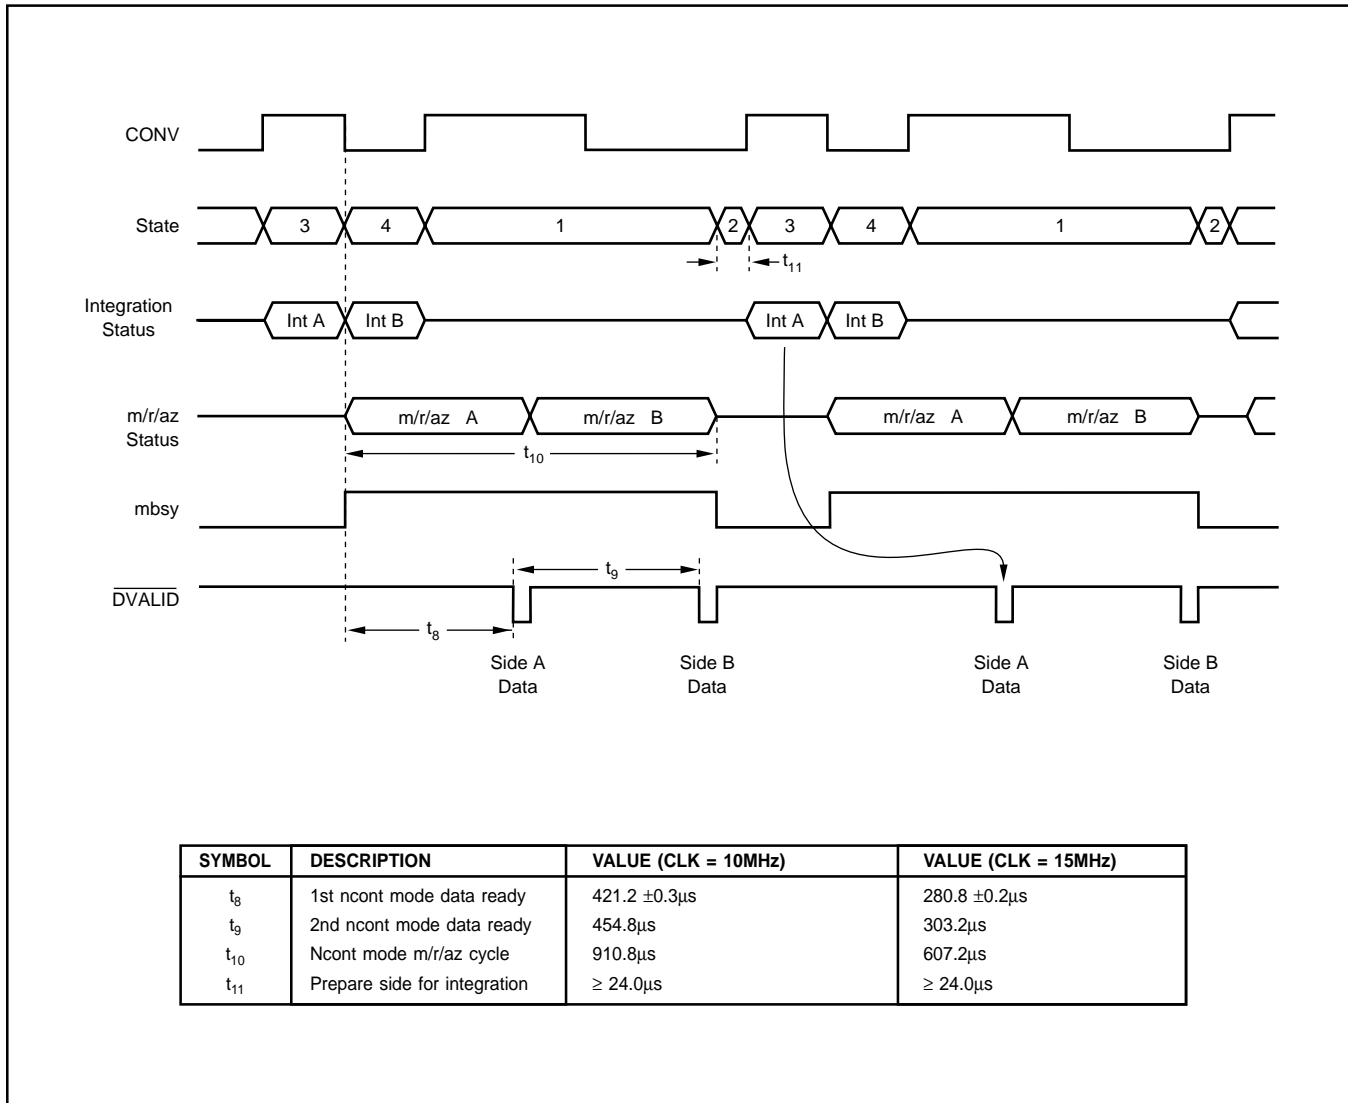 CONV
State
3 4 1 2 3 4 1 2
t11
Integration
Status
Int A Int B Int A Int B
m/r/az
Status
m/r/az A m/r/az B m/r/az A m/r/az B
t10
mbsy
DVALID
t9
t8
Side A
Data
Side B
Data
Side A
Data
Side B
Data
SYMBOL DESCRIPTION VALUE (CLK = 10MHz) VALUE (CLK = 15MHz)
t8 1st ncont mode data ready 421.2 ±0.3µs 280.8 ±0.2µs
t9 2nd ncont mode data ready 454.8µs 303.2µs
t10 Ncont mode m/r/az cycle 910.8µs 607.2µs
t11 Prepare side for integration ≥ 24.0µs ≥ 24.0µs